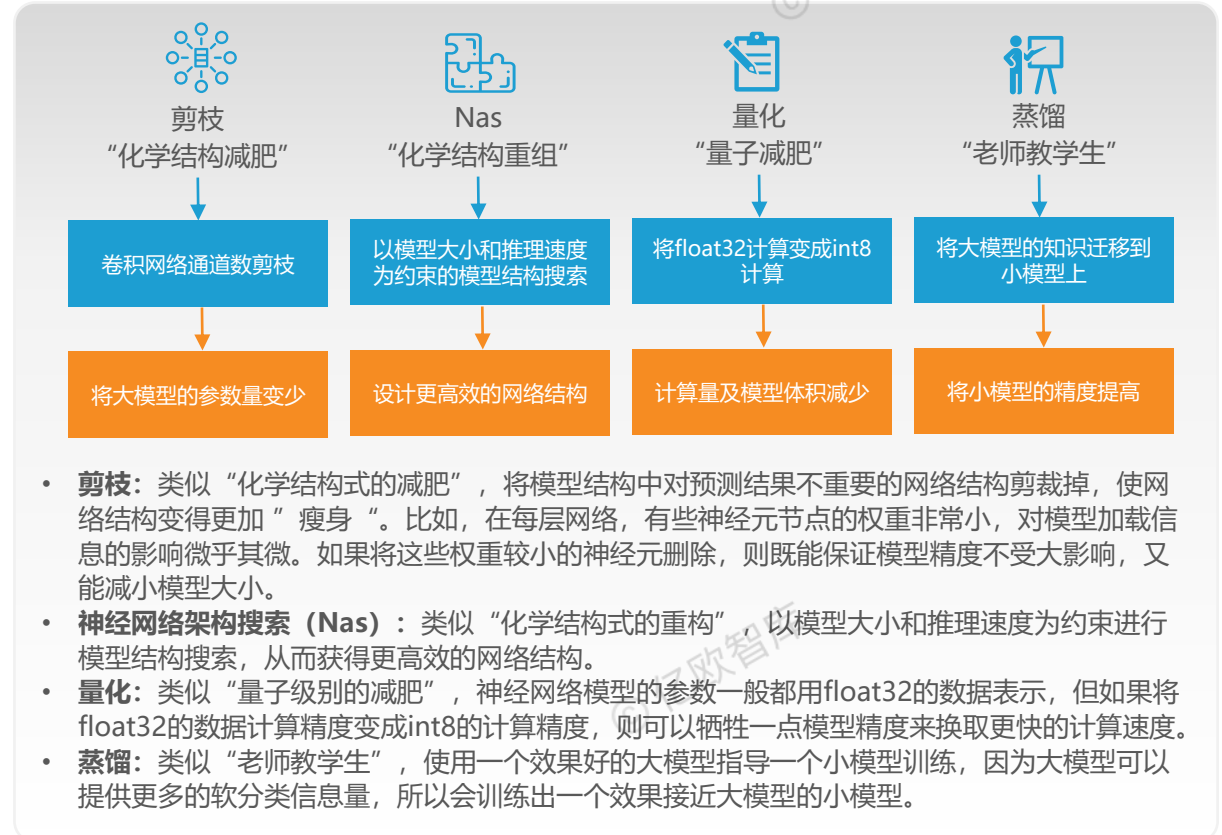 剪枝
“化学结构减肥”
Nas
“化学结构重组”
量化
“量子减肥”
蒸馏
“老师教学生”
卷积网络通道数剪枝
以模型大小和推理速度
为约束的模型结构搜索
将float32计算变成int8
计算
将大模型的知识迁移到
小模型上
将大模型的参数量变少
设计更高效的网络结构
计算量及模型体积减少
将小模型的精度提高
• 剪枝：类似“化学结构式的减肥”，将模型结构中对预测结果不重要的网络结构剪裁掉，使网
络结构变得更加 ”瘦身“。比如，在每层网络，有些神经元节点的权重非常小，对模型加载信
息的影响微乎其微。如果将这些权重较小的神经元删除，则既能保证模型精度不受大影响，又
能减小模型大小。
• 神经网络架构搜索（Nas）：类似“化学结构式的重构”，以模型大小和推理速度为约束进行
模型结构搜索，从而获得更高效的网络结构。
• 量化：类似“量子级别的减肥”，神经网络模型的参数一般都用float32的数据表示，但如果将
float32的数据计算精度变成int8的计算精度，则可以牺牲一点模型精度来换取更快的计算速度。
• 蒸馏：类似“老师教学生”，使用一个效果好的大模型指导一个小模型训练，因为大模型可以
提供更多的软分类信息量，所以会训练出一个效果接近大模型的小模型。
© 亿欧智库
©